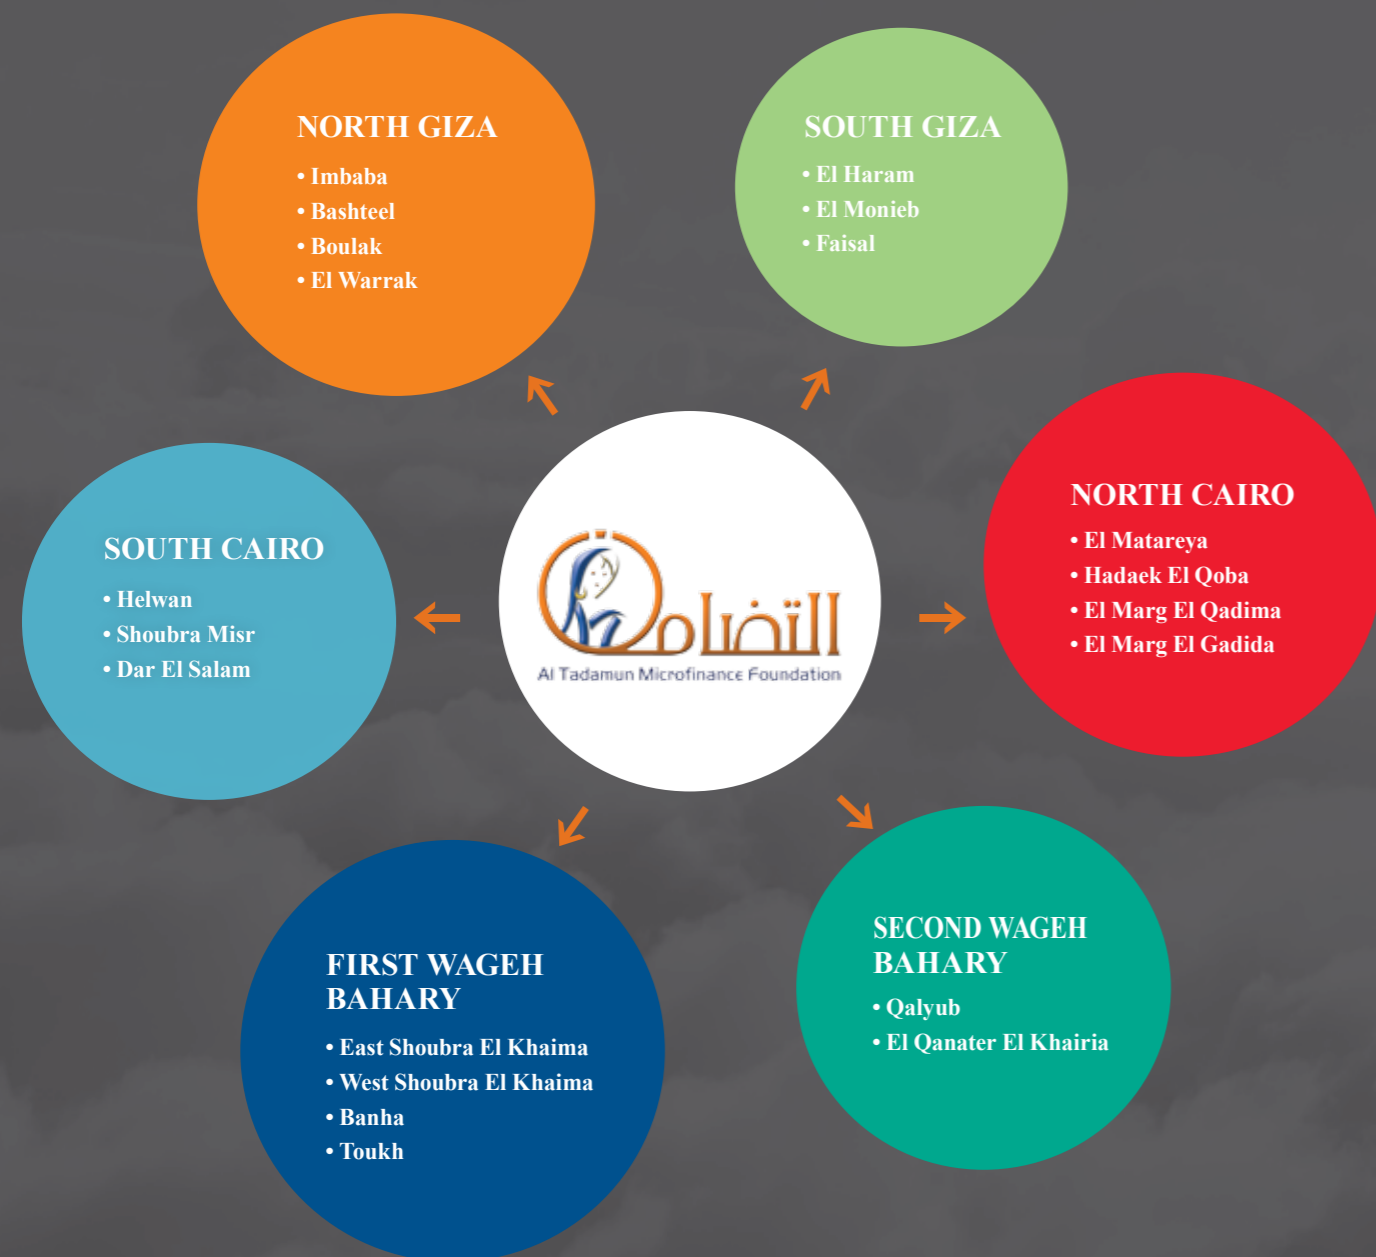 NORTH GIZA
• Imbaba
• Bashteel
• Boulak
• El Warrak
SOUTH GIZA
• El Haram
• El Monieb
• Faisal
SOUTH CAIRO
• Helwan
• Shoubra Misr
• Dar El Salam
التضامن
Al Tadamun Microfinance Foundation
NORTH CAIRO
• El Matareya
• Hadaek El Qoba
• El Marg El Qadima
• El Marg El Gadida
FIRST WAGEH
BAHARY
• East Shoubra El Khaima
• West Shoubra El Khaima
• Banha
• Toukh
SECOND WAGEH
BAHARY
• Qalyub
• El Qanater El Khairia